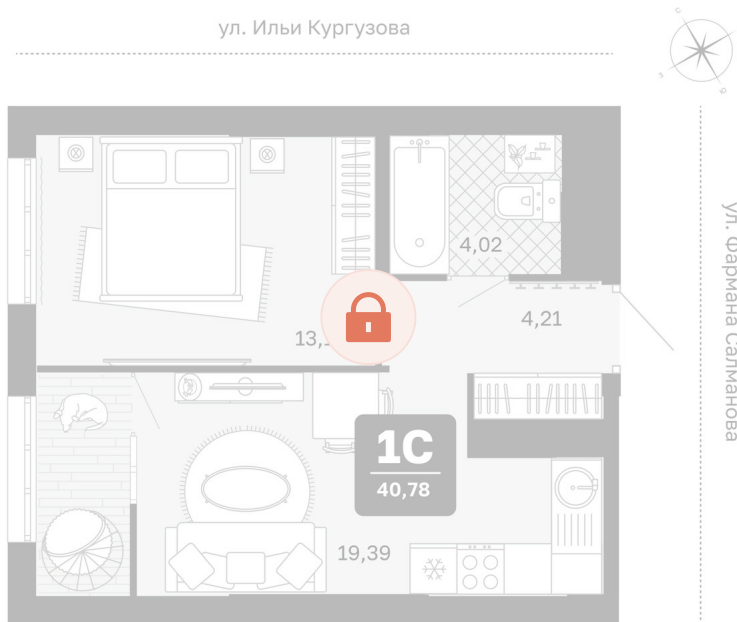 ул. Ильи Кургузова
с
з
ю
ул. Фармана Салманова
4,02
4,21
1С
40,78
19,39